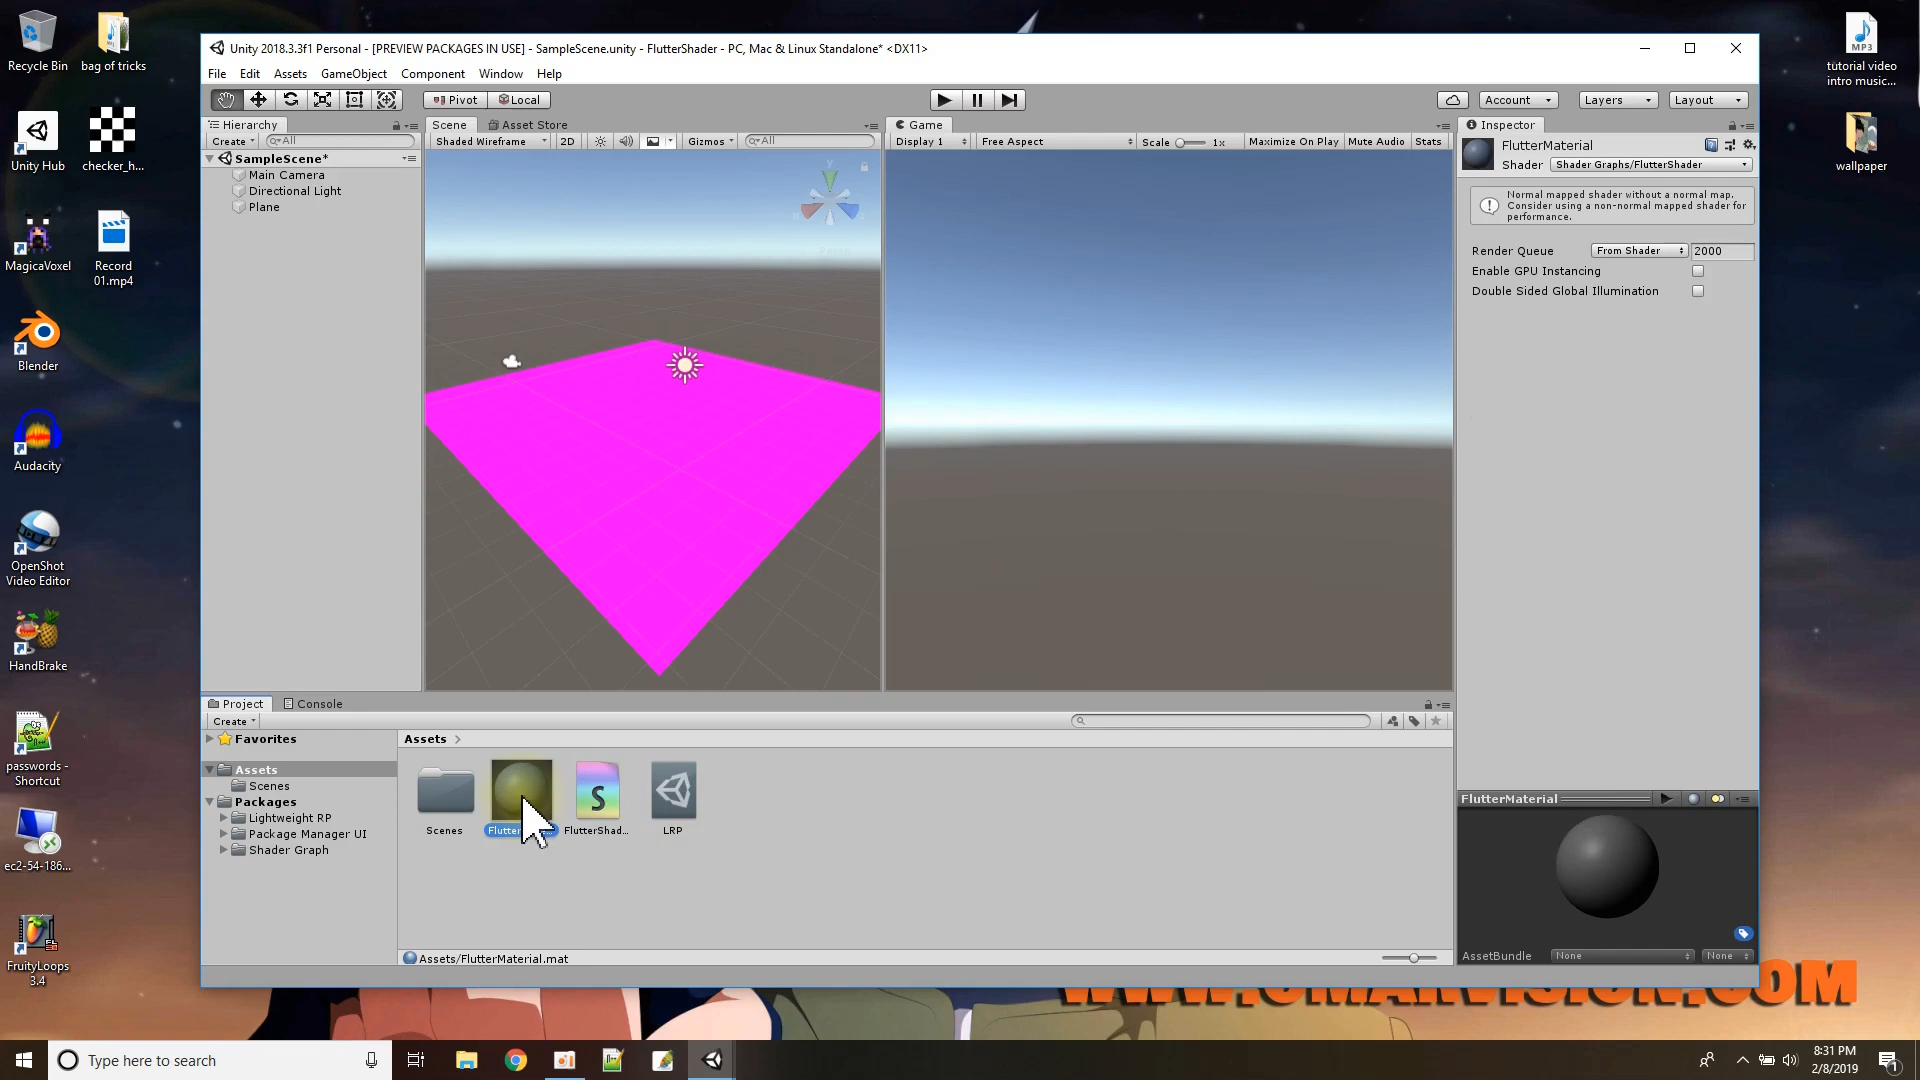 Recycle Bin
bag of tricks
Unity Hub
checker_h...
MagicaVoxel
Record
01.mp4
Blender
Audacity
OpenShot
Video Editor
HandBrake
passwords -
Shortcut
ec2-54-186...
FruityLoops
3.4
tutorial video
intro music...
wallpaper
Unity 2018.3.3f1 Personal - [PREVIEW PACKAGES IN USE] - SampleScene.unity - FlutterShader - PC, Mac & Linux Standalone* <DX11>
File Edit Assets GameObject Component Window Help
Pivot Local Account Layers Layout
Hierarchy
Create All
SampleScene*
Main Camera
Directional Light
Plane
Scene Asset Store
Shaded Wireframe 2D Gizmos All
Game
Display 1 Free Aspect Scale 1x Maximize On Play Mute Audio Stats
Inspector
FlutterMaterial
Shader Shader Graphs/FlutterShader
Normal mapped shader without a normal map.
Consider using a non-normal mapped shader for
performance.
Render Queue From Shader 2000
Enable GPU Instancing
Double Sided Global Illumination
Project Console
Create
Favorites
Assets
Scenes
Packages
Lightweight RP
Package Manager UI
Shader Graph
Assets
Scenes
FlutterShad...
LRP
Assets/FlutterMaterial.mat
FlutterMaterial
AssetBundle None None
Type here to search
8:31 PM
2/8/2019